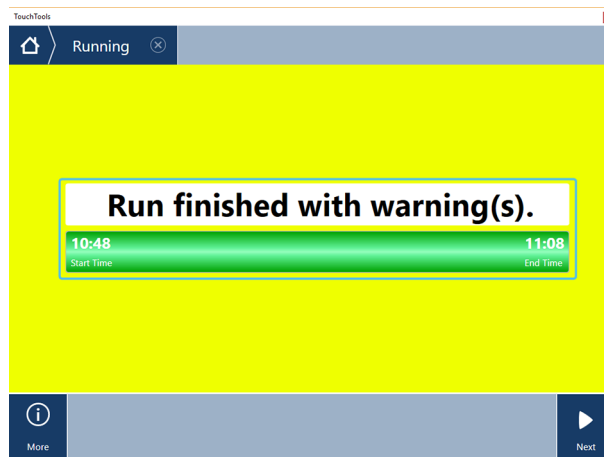 TouchTools
Running
Run finished with warning(s).
10:48 11:08
Start Time End Time
More Next